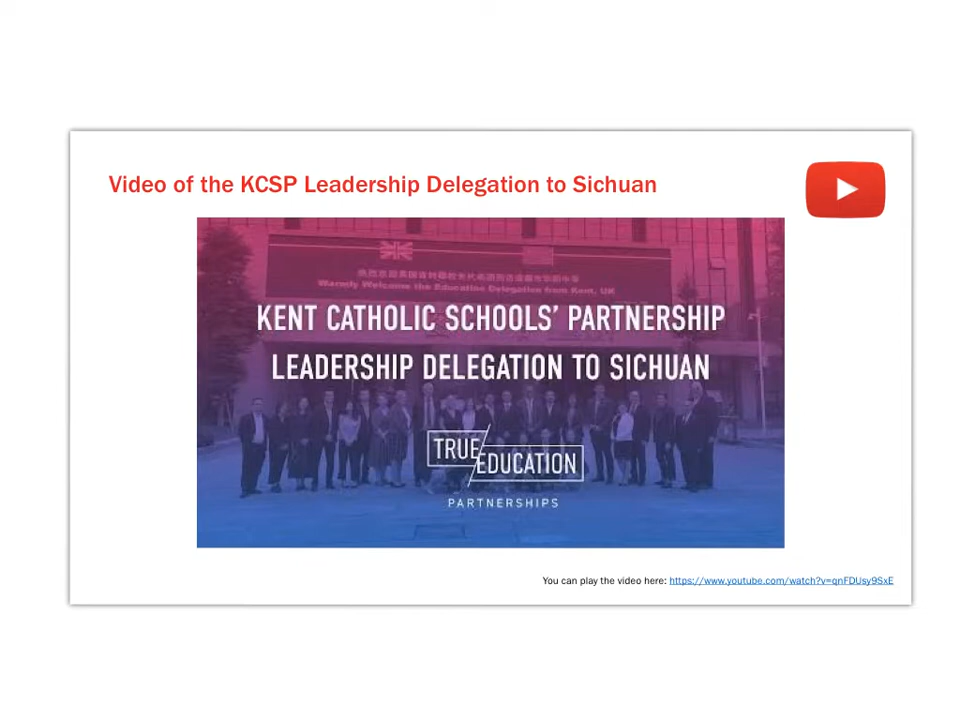 Video of the KCSP Leadership Delegation to Sichuan
Warmly Welcome the Education Delegation from Kent, UK
KENT CATHOLIC SCHOOLS' PARTNERSHIP
LEADERSHIP DELEGATION TO SICHUAN
TRUE
EDUCATION
PARTNERSHIPS
You can play the video here: https://www.youtube.com/watch?v=qnFDUsy9SxE